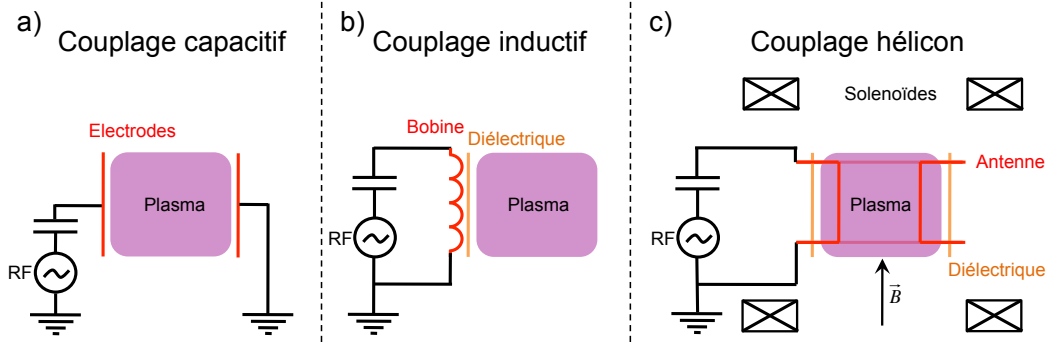 a)
Couplage capacitif
Electrodes
Plasma
RF
b)
Couplage inductif
Bobine
Diélectrique
Plasma
RF
c)
Couplage hélicon
Solenoïdes
Antenne
Plasma
RF
Diélectrique
B